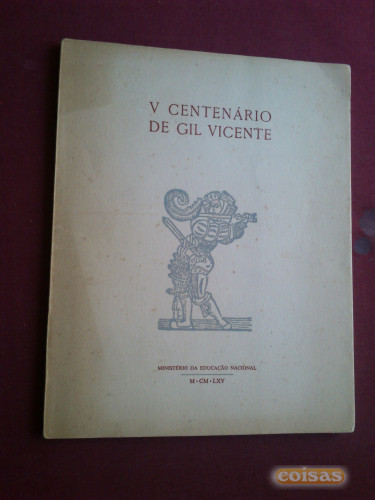 V CENTENÁRIO
DE GIL VICENTE
MINISTÉRIO DA EDUCAÇÃO NACIONAL
M•CM•LXV
coisas